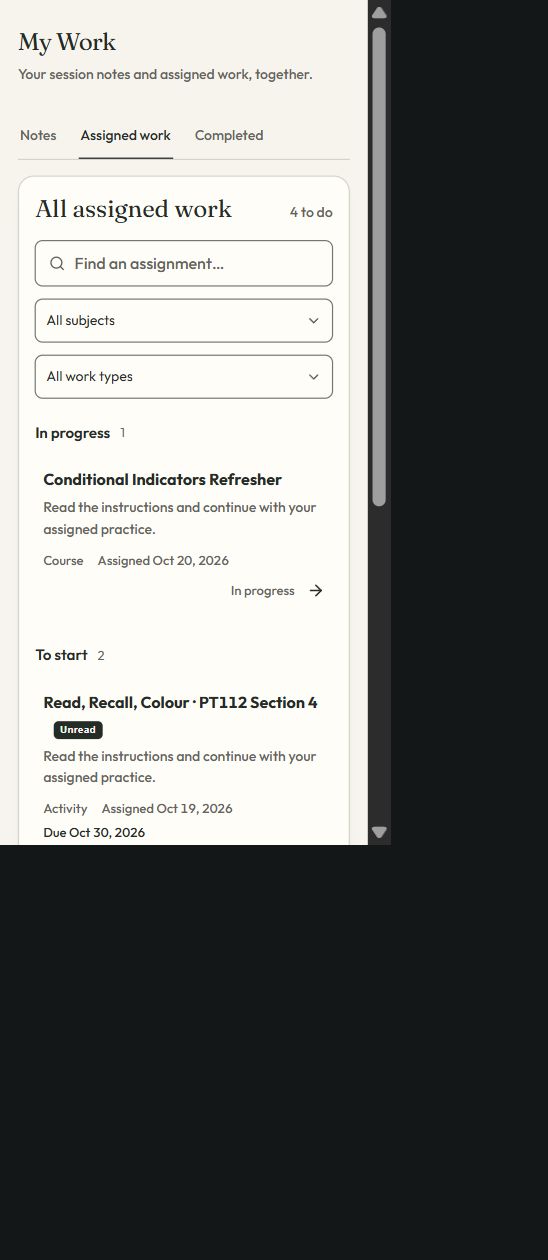 My Work
Your session notes and assigned work, together.
Notes Assigned work Completed
All assigned work 4 to do
Find an assignment...
All subjects
All work types
In progress 1
Conditional Indicators Refresher
Read the instructions and continue with your
assigned practice.
Course Assigned Oct 20, 2026
In progress
To start 2
Read, Recall, Colour · PT112 Section 4
Unread
Read the instructions and continue with your
assigned practice.
Activity Assigned Oct 19, 2026
Due Oct 30, 2026